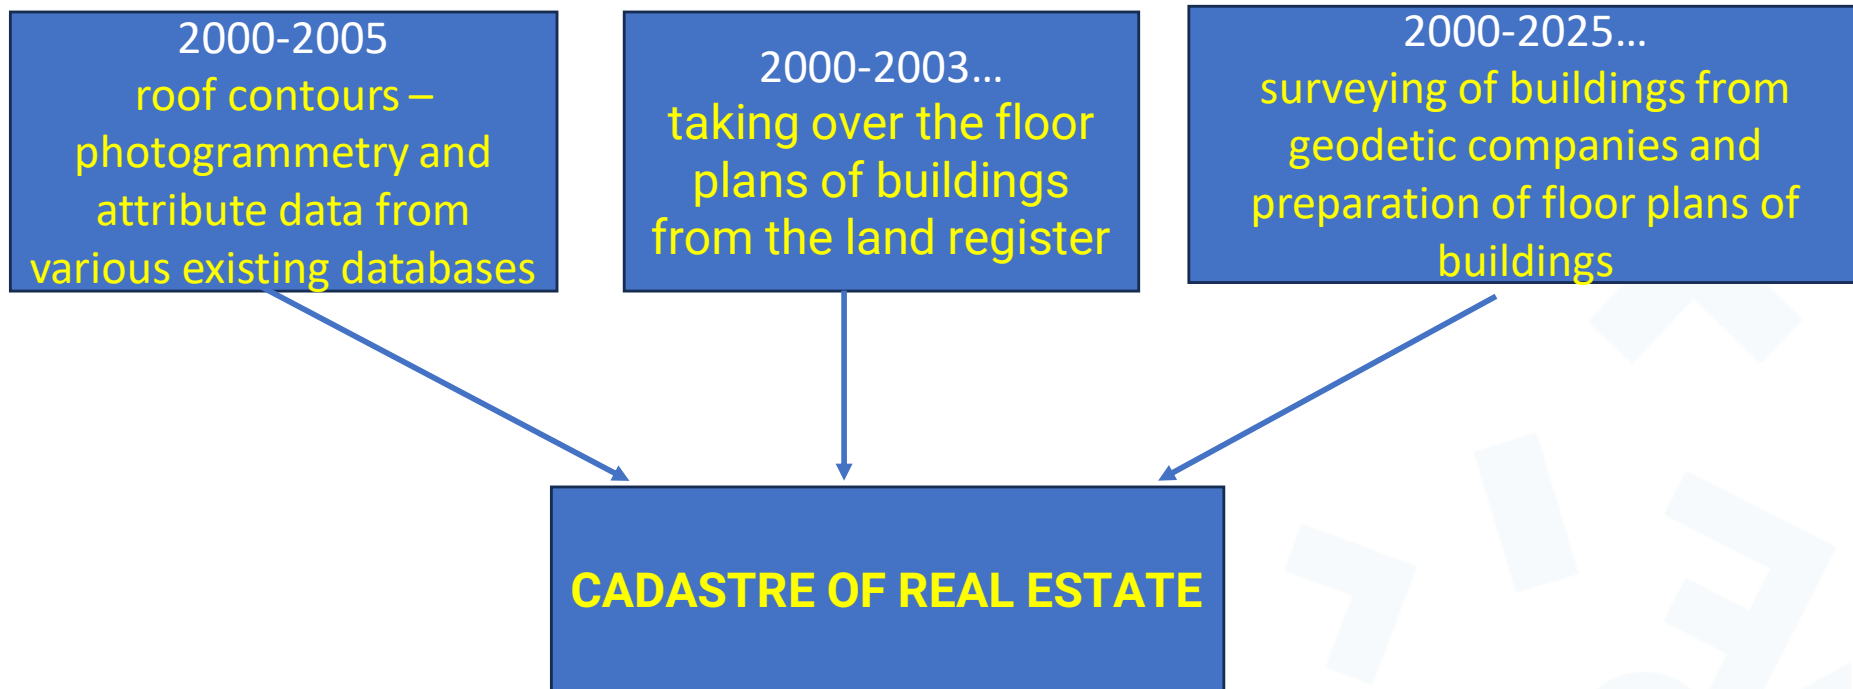 2000-2005
roof contours –
photogrammetry and
attribute data from
various existing databases
2000-2003...
taking over the floor
plans of buildings
from the land register
2000-2025...
surveying of buildings from
geodetic companies and
preparation of floor plans of
buildings
CADASTRE OF REAL ESTATE